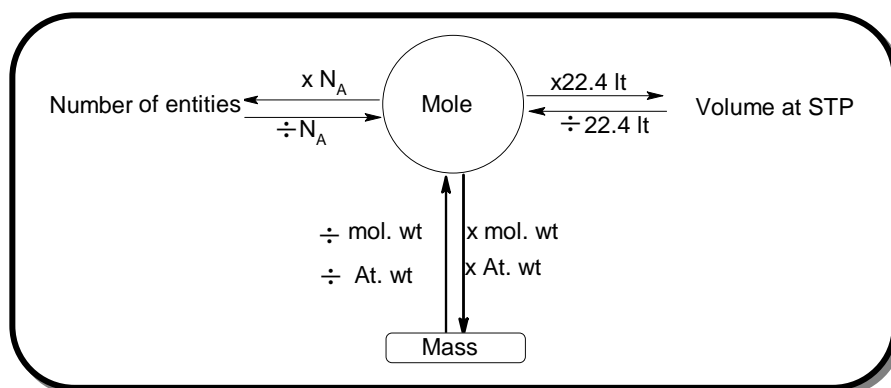 x N_A
Number of entities
÷ N_A
Mole
x22.4 lt
÷ 22.4 lt
Volume at STP
÷ mol. wt
÷ At. wt
x mol. wt
x At. wt
Mass